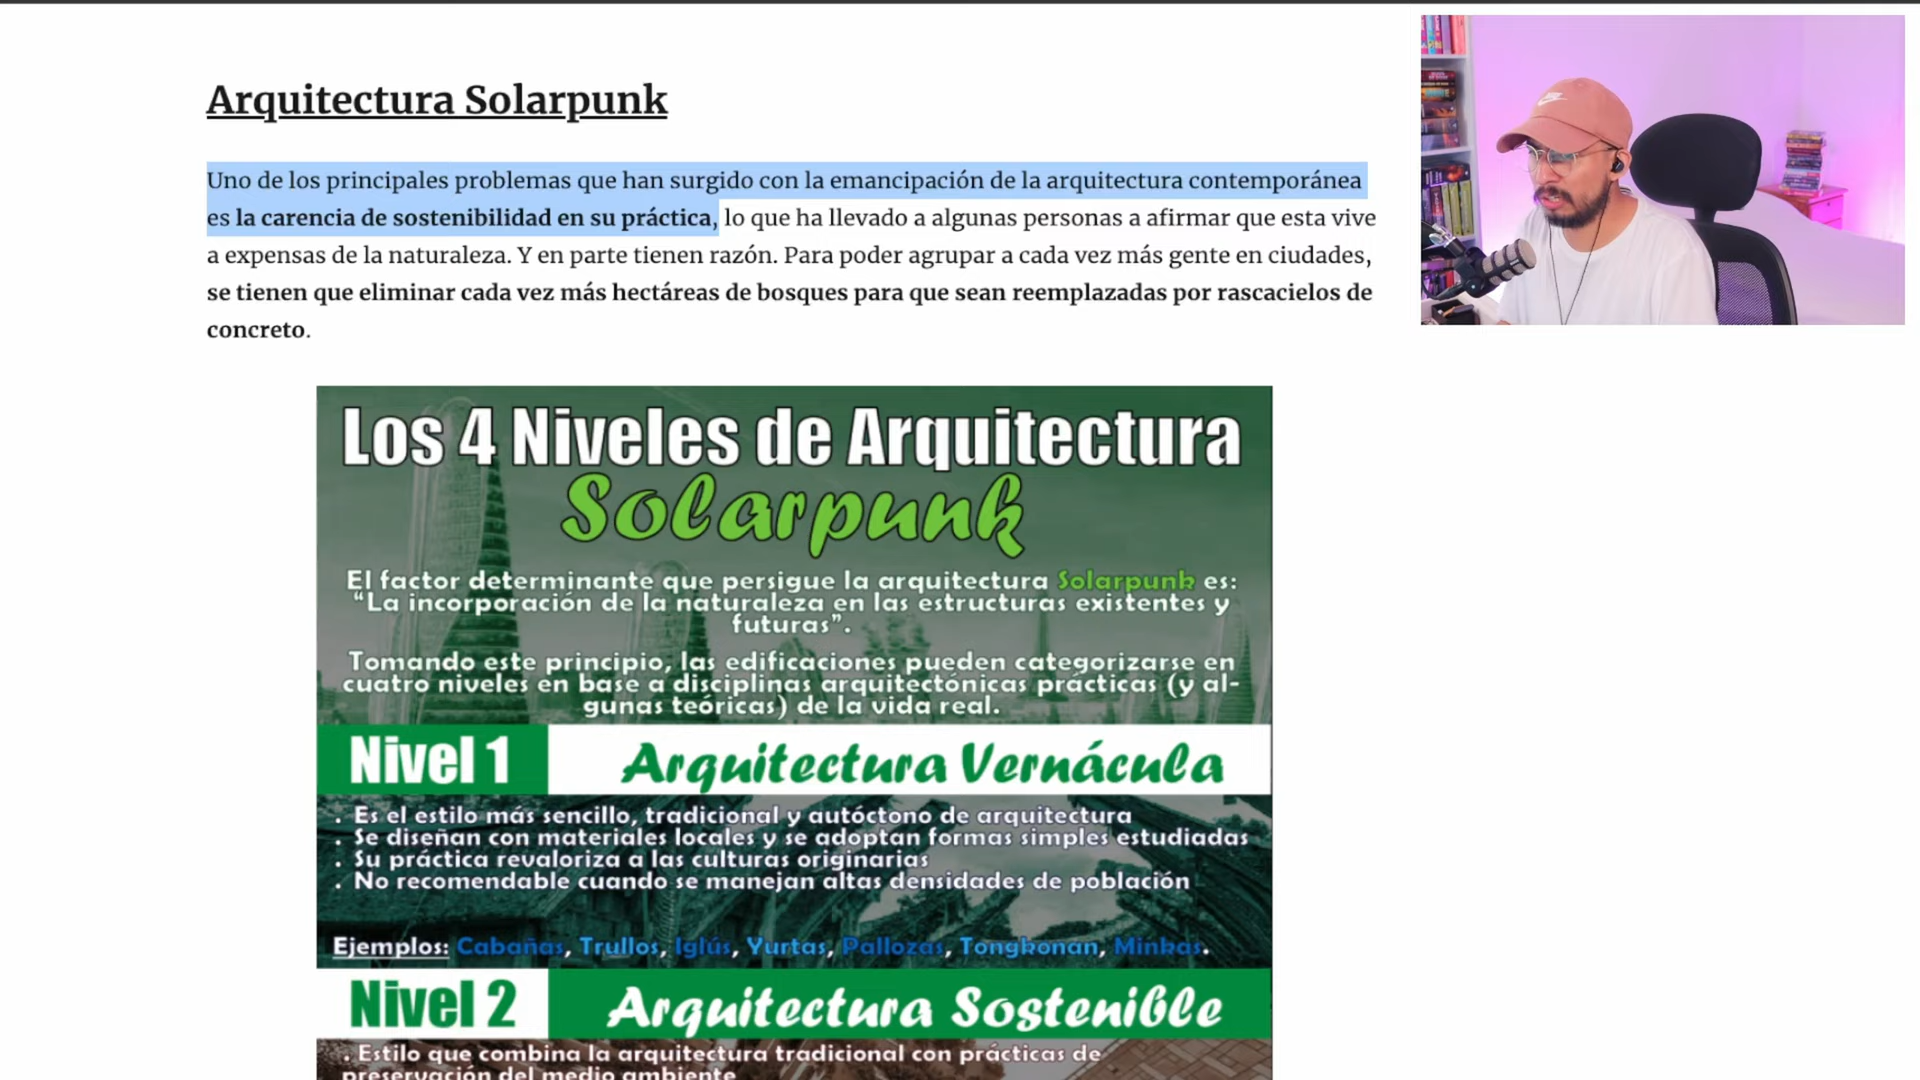 Arquitectura Solarpunk
Uno de los principales problemas que han surgido con la emancipación de la arquitectura contemporánea
es la carencia de sostenibilidad en su práctica, lo que ha llevado a algunas personas a afirmar que esta vive
a expensas de la naturaleza. Y en parte tienen razón. Para poder agrupar a cada vez más gente en ciudades,
se tienen que eliminar cada vez más hectáreas de bosques para que sean reemplazadas por rascacielos de
concreto.
Los 4 Niveles de Arquitectura
Solarpunk
El factor determinante que persigue la arquitectura Solarpunk es:
“La incorporación de la naturaleza en las estructuras existentes y
futuras”.
Tomando este principio, las edificaciones pueden categorizarse en
cuatro niveles en base a disciplinas arquitectónicas prácticas (y al-
gunas teóricas) de la vida real.
Nivel 1 Arquitectura Vernácula
. Es el estilo más sencillo, tradicional y autóctono de arquitectura
. Se diseñan con materiales locales y se adoptan formas simples estudiadas
. Su práctica revaloriza a las culturas originarias
. No recomendable cuando se manejan altas densidades de población
Ejemplos: Cabañas, Trullos, Iglús, Yurtas, Pallozas, Tongkonan, Minkas.
Nivel 2 Arquitectura Sostenible
. Estilo que combina la arquitectura tradicional con prácticas de
preservación del medio ambiente